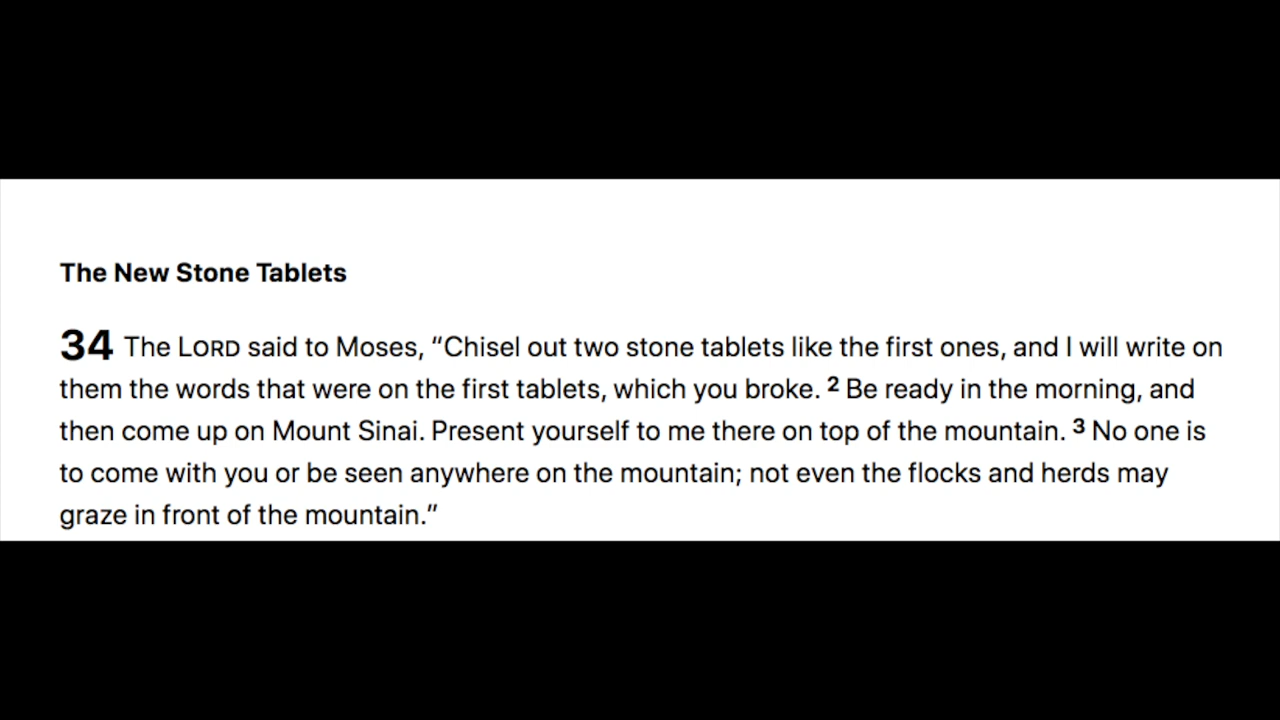 The New Stone Tablets
34 The LORD said to Moses, “Chisel out two stone tablets like the first ones, and I will write on
them the words that were on the first tablets, which you broke. 2 Be ready in the morning, and
then come up on Mount Sinai. Present yourself to me there on top of the mountain. 3 No one is
to come with you or be seen anywhere on the mountain; not even the flocks and herds may
graze in front of the mountain.”